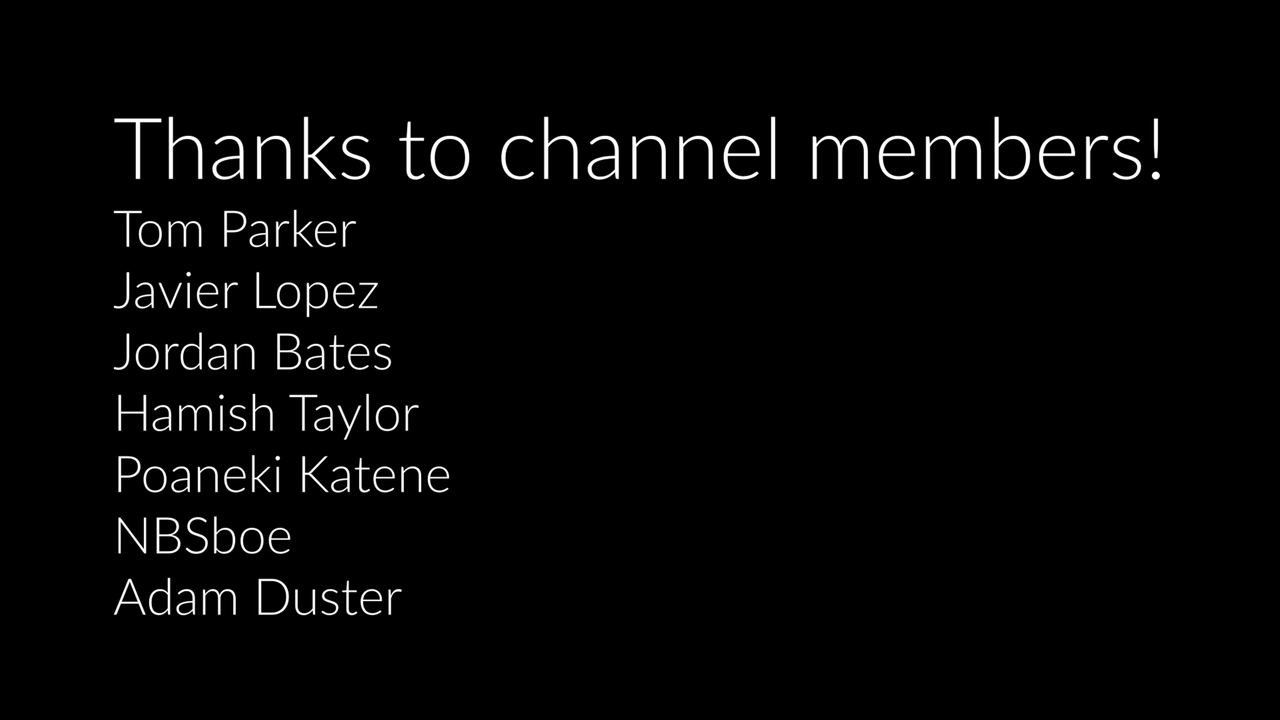 Thanks to channel members!
Tom Parker
Javier Lopez
Jordan Bates
Hamish Taylor
Poaneki Katene
NBSboe
Adam Duster